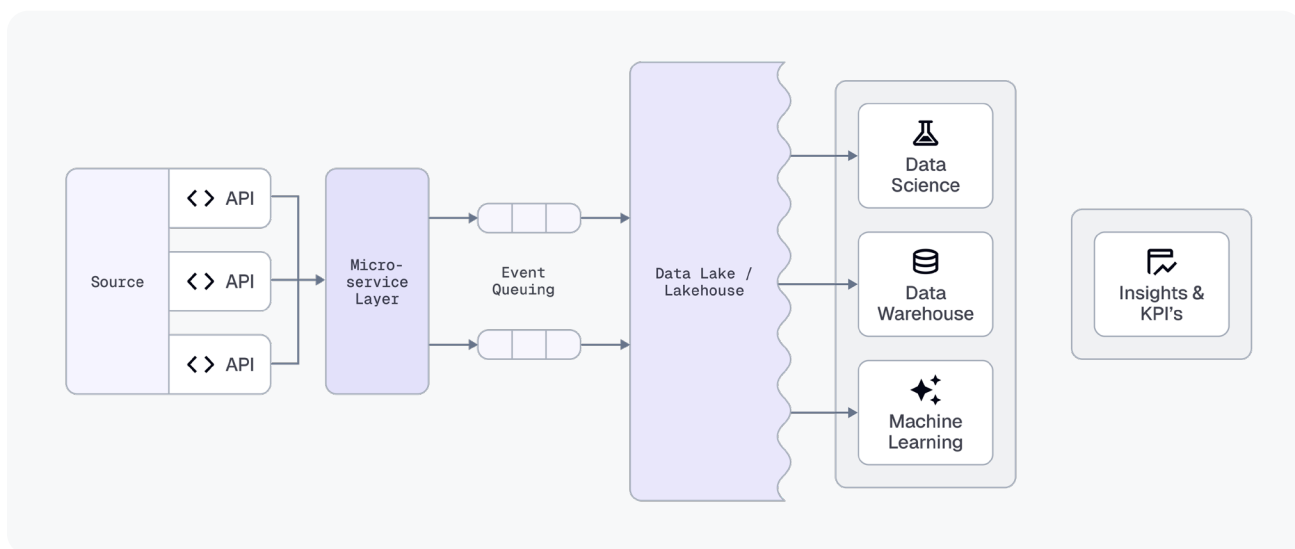 Source
API
API
API
Micro-
service
Layer
Event
Queuing
Data Lake /
Lakehouse
Data
Science
Data
Warehouse
Machine
Learning
Insights &
KPI's